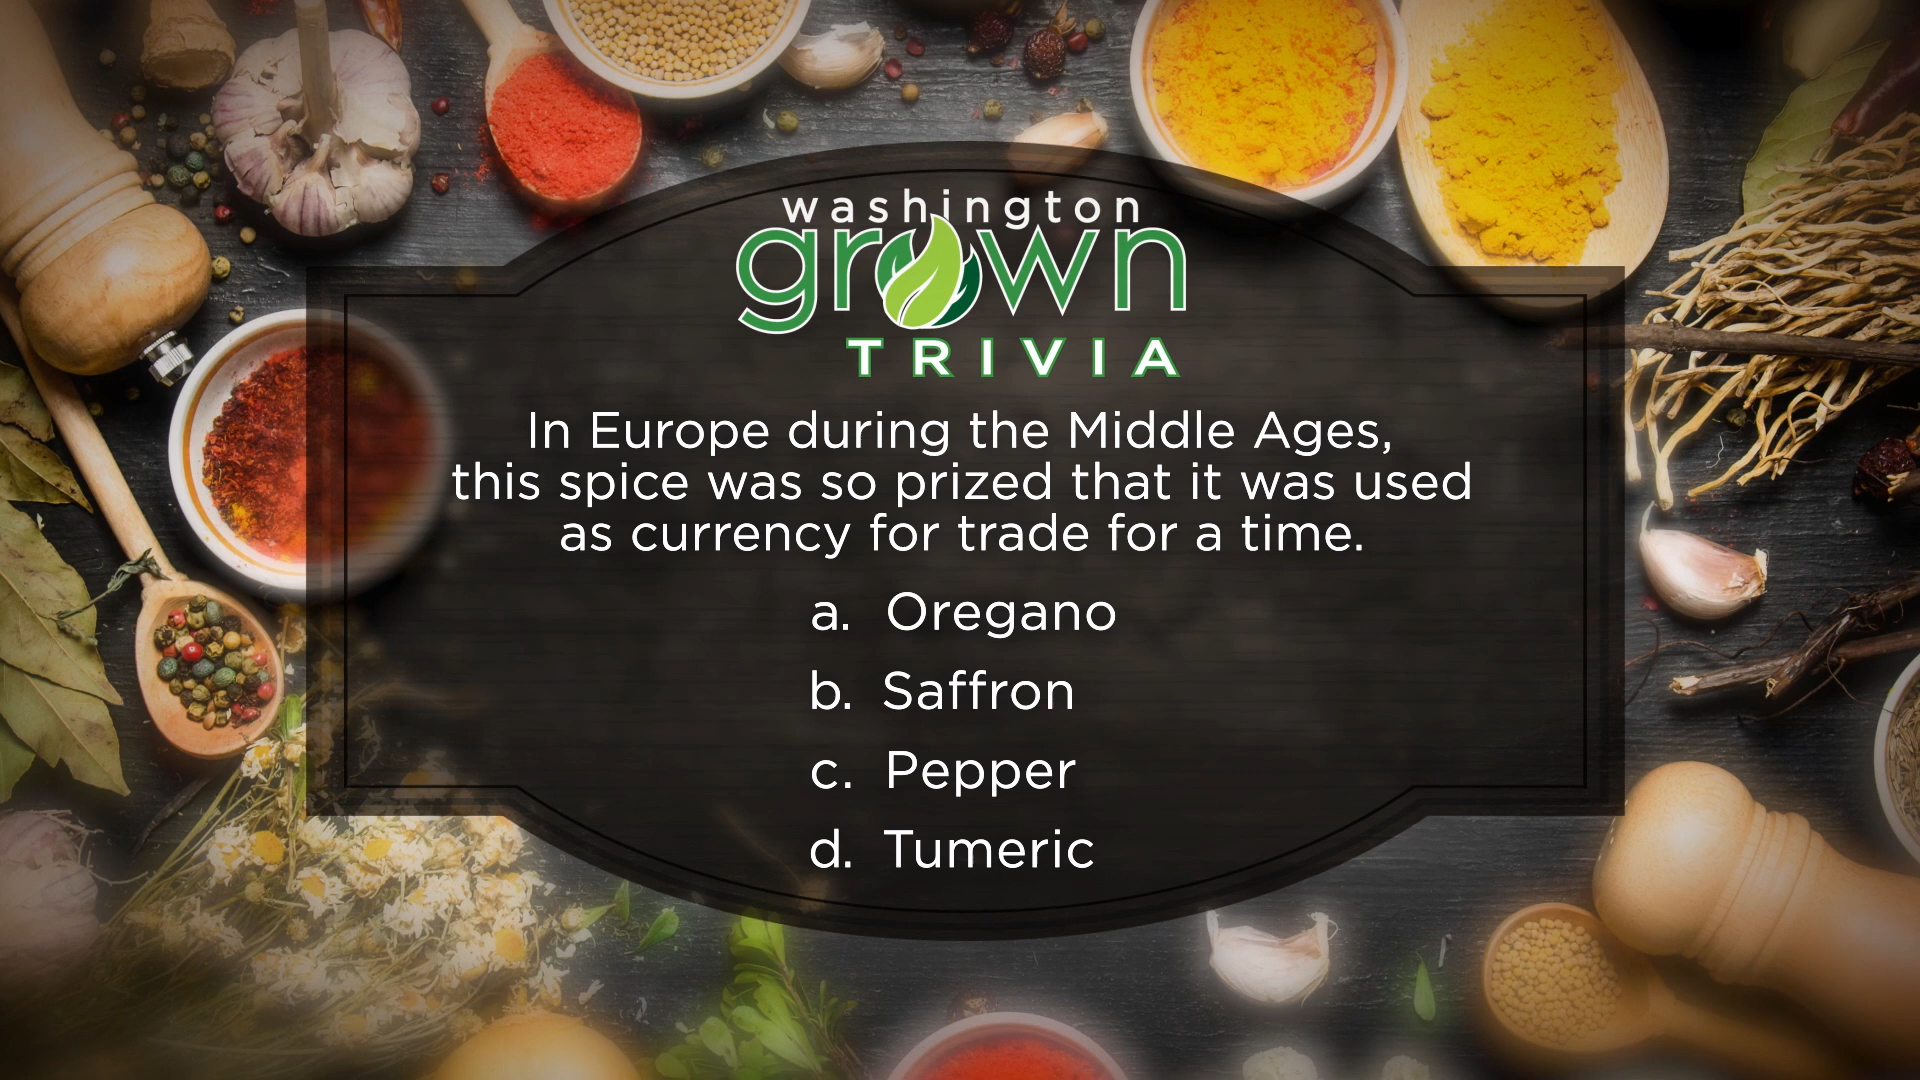 washington
grown
TRIVIA
In Europe during the Middle Ages,
this spice was so prized that it was used
as currency for trade for a time.
a. Oregano
b. Saffron
c. Pepper
d. Tumeric